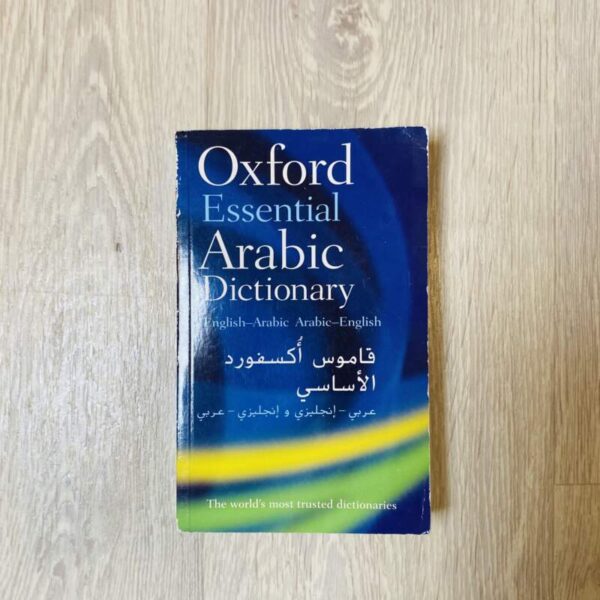 Oxford
Essential
Arabic
Dictionary
English–Arabic Arabic–English
قاموس أُكسفورد
الأساسي
عربي – إنجليزي و إنجليزي – عربي
The world's most trusted dictionaries